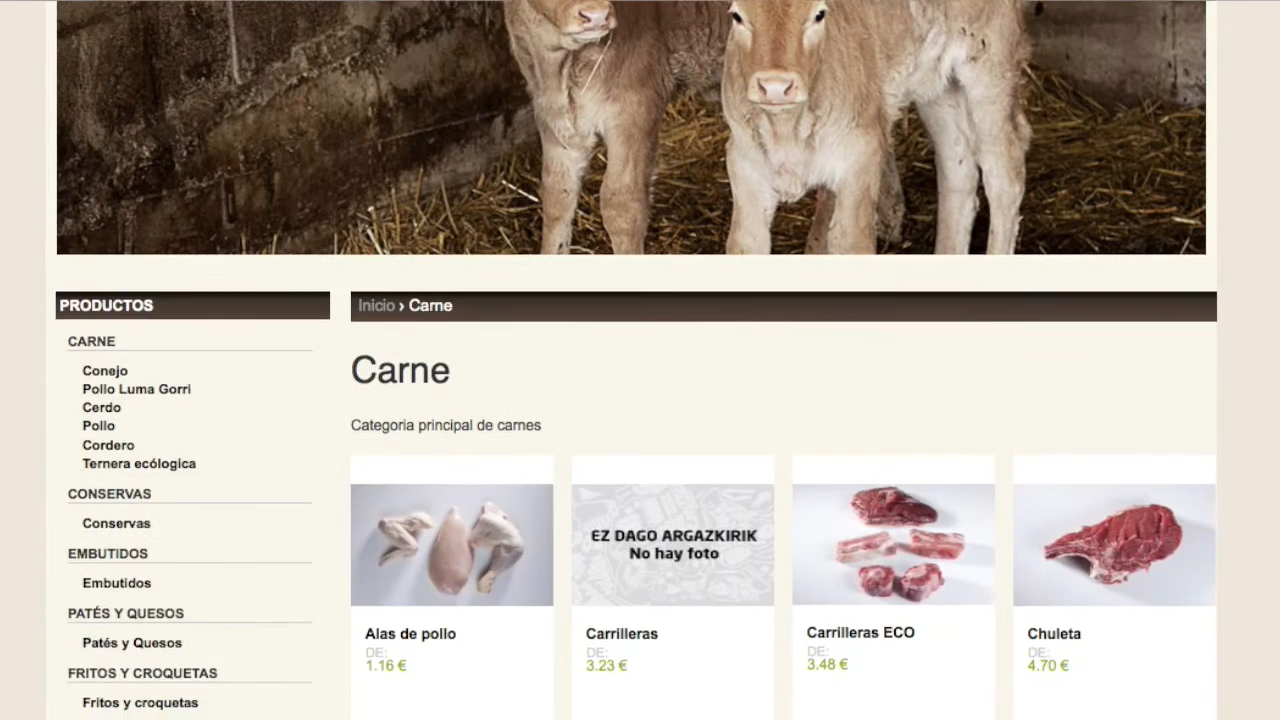 PRODUCTOS
CARNE
Conejo
Pollo Luma Gorri
Cerdo
Pollo
Cordero
Ternera ecólogica
CONSERVAS
Conservas
EMBUTIDOS
Embutidos
PATÉS Y QUESOS
Patés y Quesos
FRITOS Y CROQUETAS
Fritos y croquetas
Inicio › Carne
Carne
Categoria principal de carnes
Alas de pollo
DE:
1.16 €
EZ DAGO ARGAZKIRIK
No hay foto
Carrilleras
DE:
3.23 €
Carrilleras ECO
DE:
3.48 €
Chuleta
DE:
4.70 €